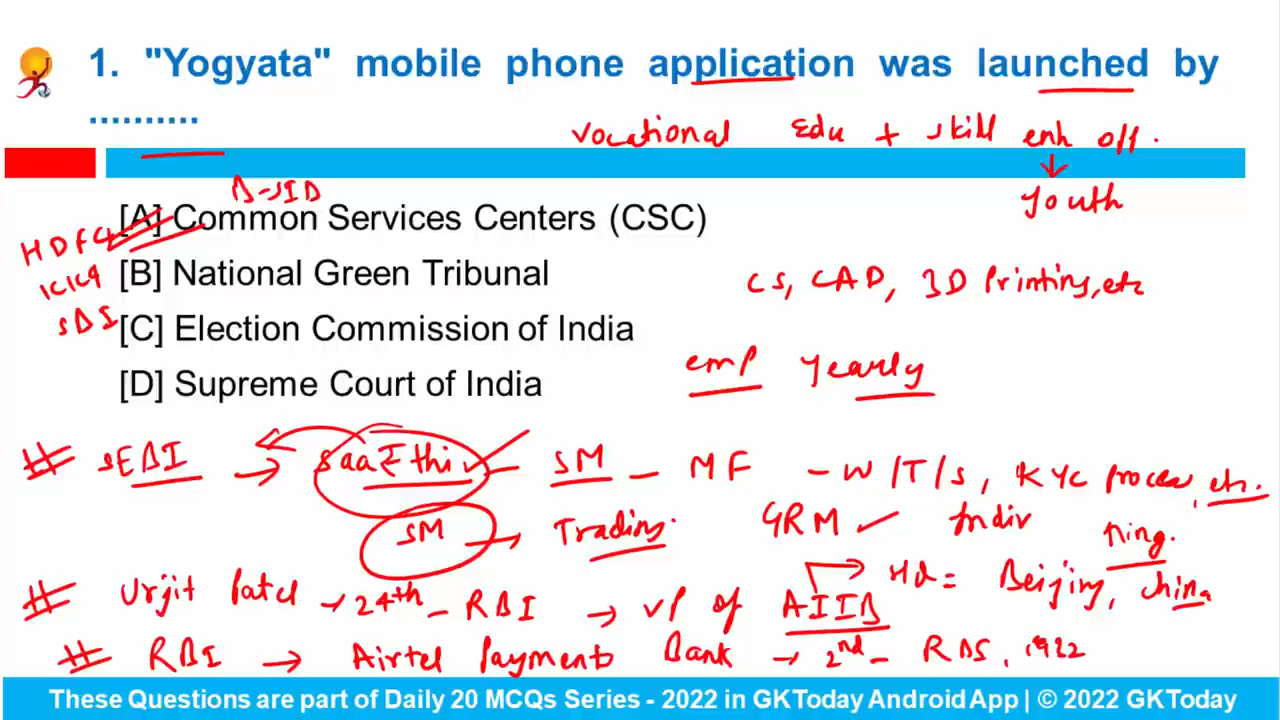 1. "Yogyata" mobile phone application was launched by
..........
vocational Edu + skill enh off.
youth
B-SID
[A] Common Services Centers (CSC)
HDFC
[B] National Green Tribunal
CS, CAD, 3D Printing, etc
ICICI
[C] Election Commission of India
SBI
[D] Supreme Court of India
emp yearly
# SEBI → saa₹thi - SM - MF - W/T/S, KYC process, etc.
SM → Trading. GRM ✓ Indiv
# Urjit Patel → 24th - RBI → VP of AIIB → HQ = Beijing, china
# RBI → Airtel Payments Bank → 2nd -
These Questions are part of Daily 20 MCQs Series - 2022 in GKToday Android App | © 2022 GKToday